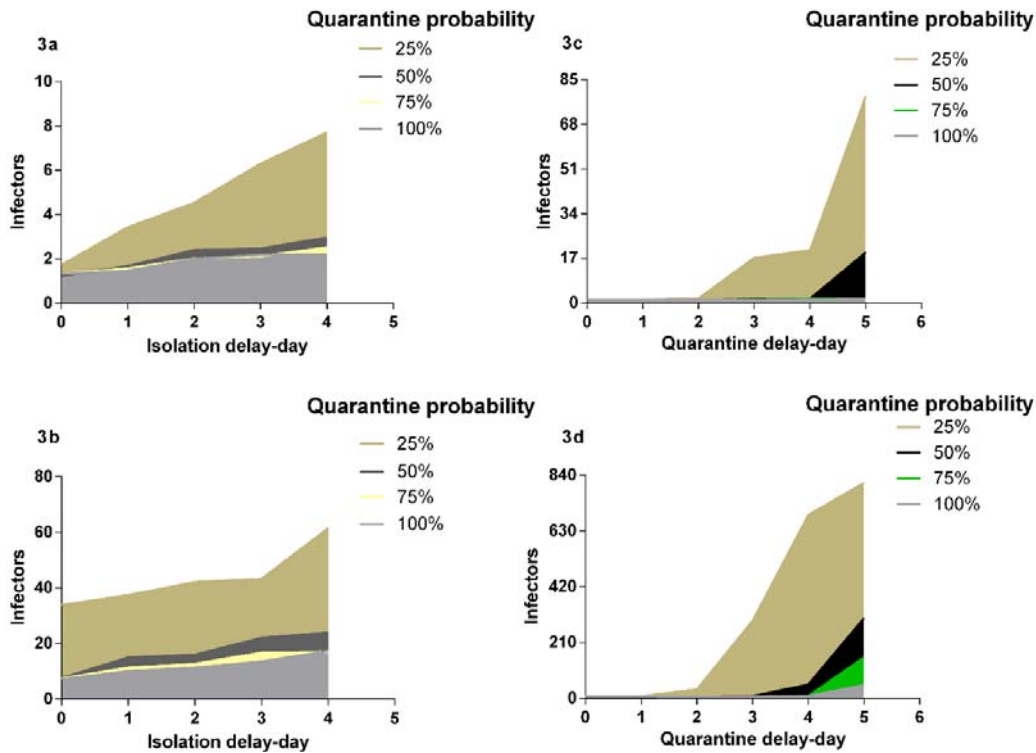 Quarantine probability
3a
25%
50%
75%
100%
10
8
6
4
2
0
Infectors
0 1 2 3 4 5
Isolation delay-day
Quarantine probability
3c
25%
50%
75%
100%
85
68
51
34
17
0
Infectors
0 1 2 3 4 5 6
Quarantine delay-day
Quarantine probability
3b
25%
50%
75%
100%
80
60
40
20
0
Infectors
0 1 2 3 4 5
Isolation delay-day
Quarantine probability
3d
25%
50%
75%
100%
840
630
420
210
0
Infectors
0 1 2 3 4 5 6
Quarantine delay-day